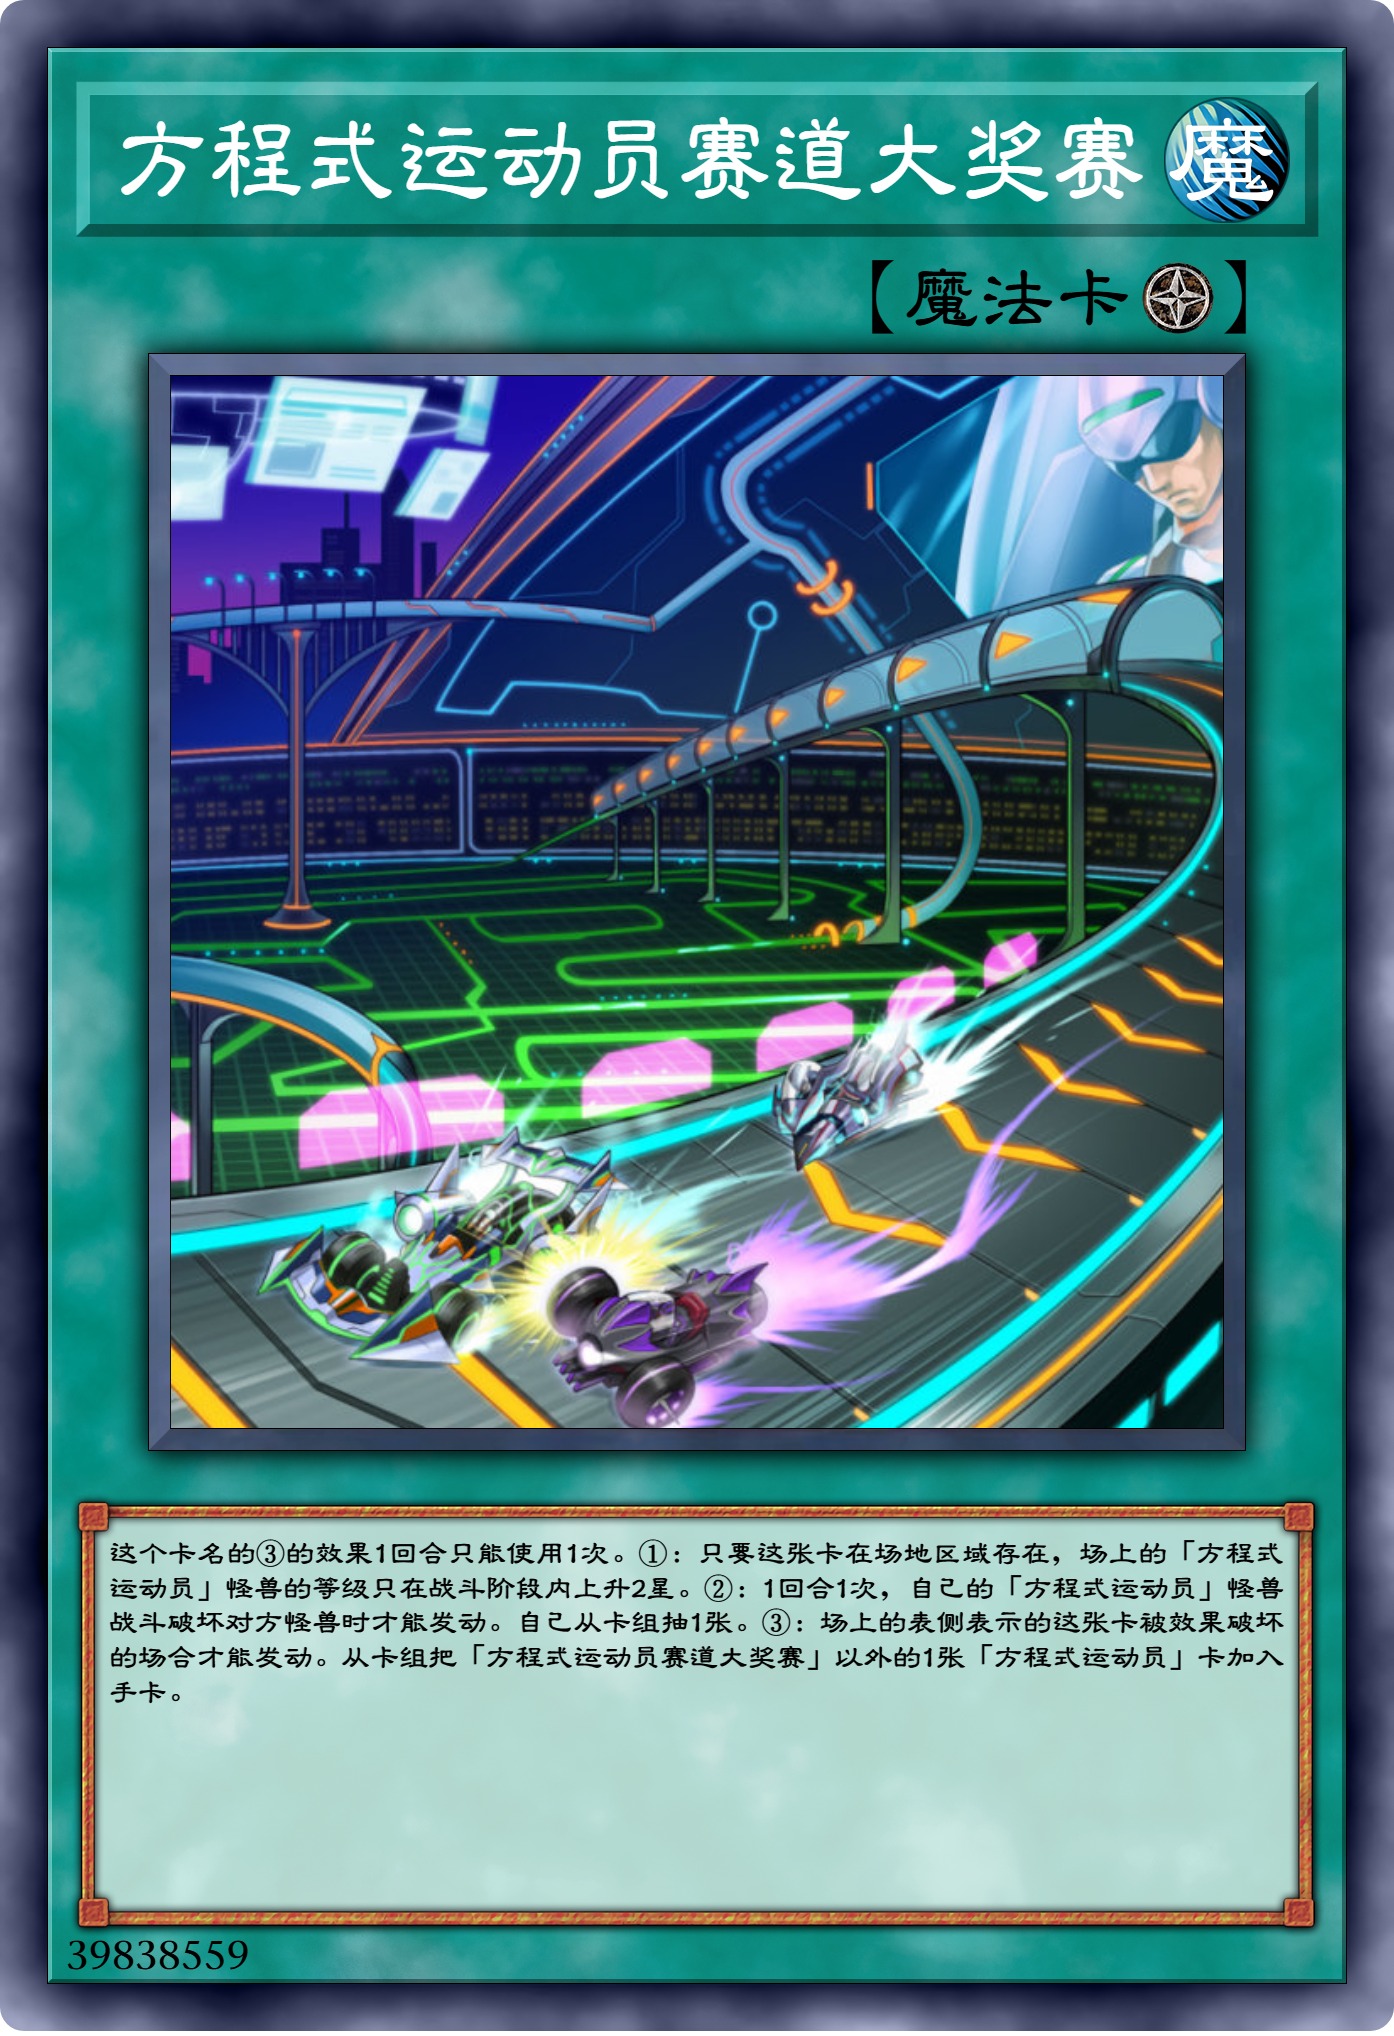 方程式运动员赛道大奖赛 魔
【魔法卡】
这个卡名的③的效果1回合只能使用1次。①：只要这张卡在场地区域存在，场上的「方程式
运动员」怪兽的等级只在战斗阶段内上升2星。②：1回合1次，自己的「方程式运动员」怪兽
战斗破坏对方怪兽时才能发动。自己从卡组抽1张。③：场上的表侧表示的这张卡被效果破坏
的场合才能发动。从卡组把「方程式运动员赛道大奖赛」以外的1张「方程式运动员」卡加入
手卡。
39838559